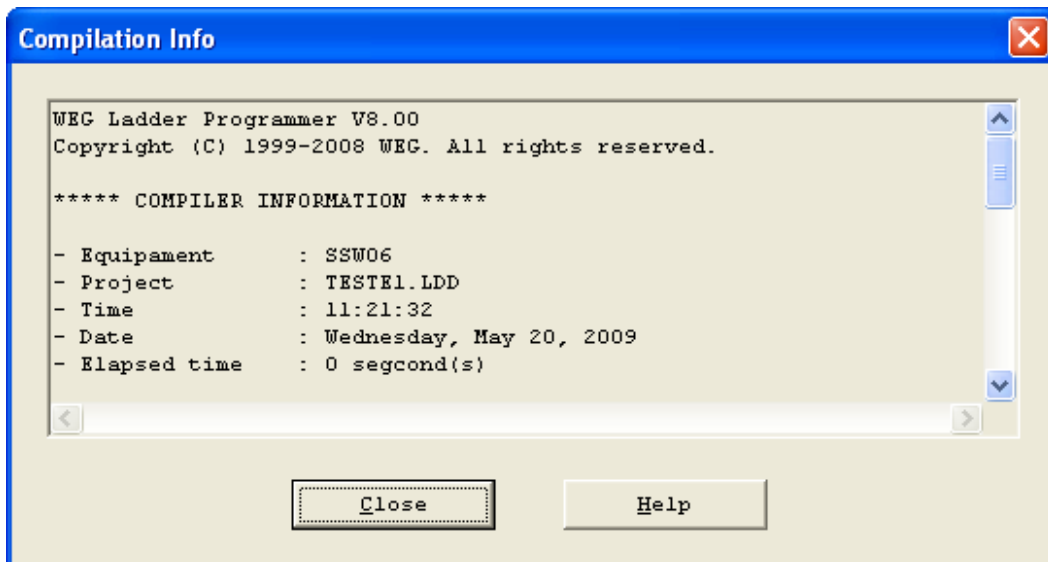 Compilation Info
WEG Ladder Programmer V8.00
Copyright (C) 1999-2008 WEG. All rights reserved.
***** COMPILER INFORMATION *****
- Equipament : SSW06
- Project : TESTE1.LDD
- Time : 11:21:32
- Date : Wednesday, May 20, 2009
- Elapsed time : 0 segcond(s)
Close Help